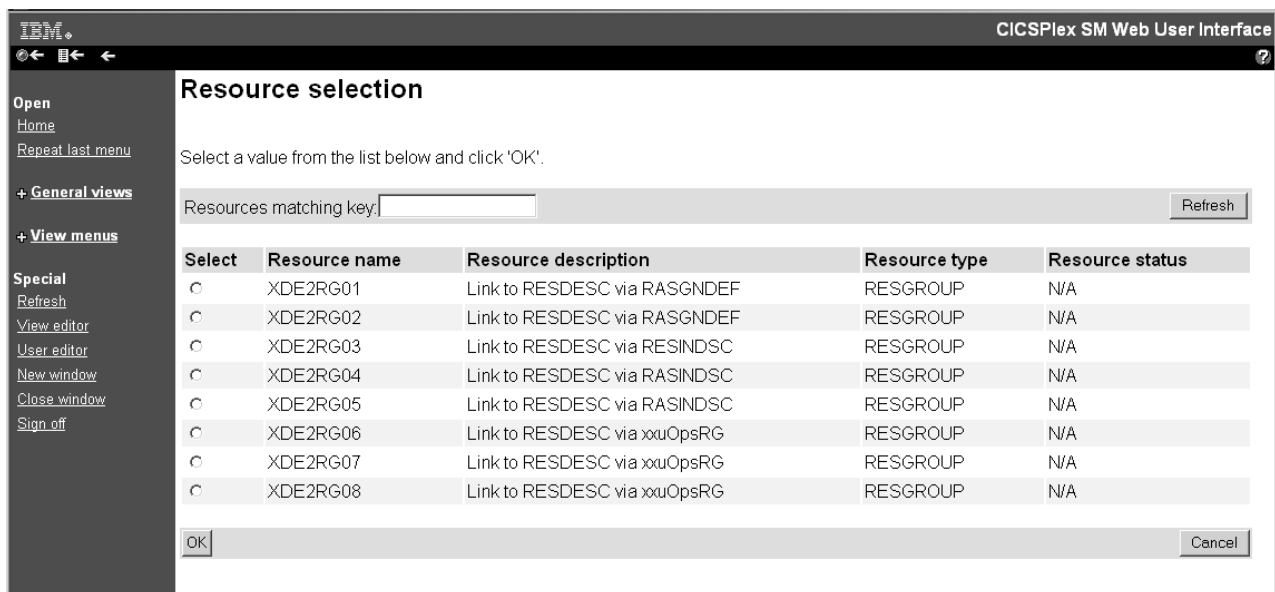 IBM.
CICSPlex SM Web User Interface
?
Open
Home
Repeat last menu
+ General views
+ View menus
Special
Refresh
View editor
User editor
New window
Close window
Sign off
Resource selection
Select a value from the list below and click 'OK'.
Resources matching key: Refresh
Select Resource name Resource description Resource type Resource status
XDE2RG01 Link to RESDESC via RASGNDEF RESGROUP N/A
XDE2RG02 Link to RESDESC via RASGNDEF RESGROUP N/A
XDE2RG03 Link to RESDESC via RESINDSC RESGROUP N/A
XDE2RG04 Link to RESDESC via RASINDSC RESGROUP N/A
XDE2RG05 Link to RESDESC via RASINDSC RESGROUP N/A
XDE2RG06 Link to RESDESC via xxuOpsRG RESGROUP N/A
XDE2RG07 Link to RESDESC via xxuOpsRG RESGROUP N/A
XDE2RG08 Link to RESDESC via xxuOpsRG RESGROUP N/A
OK Cancel